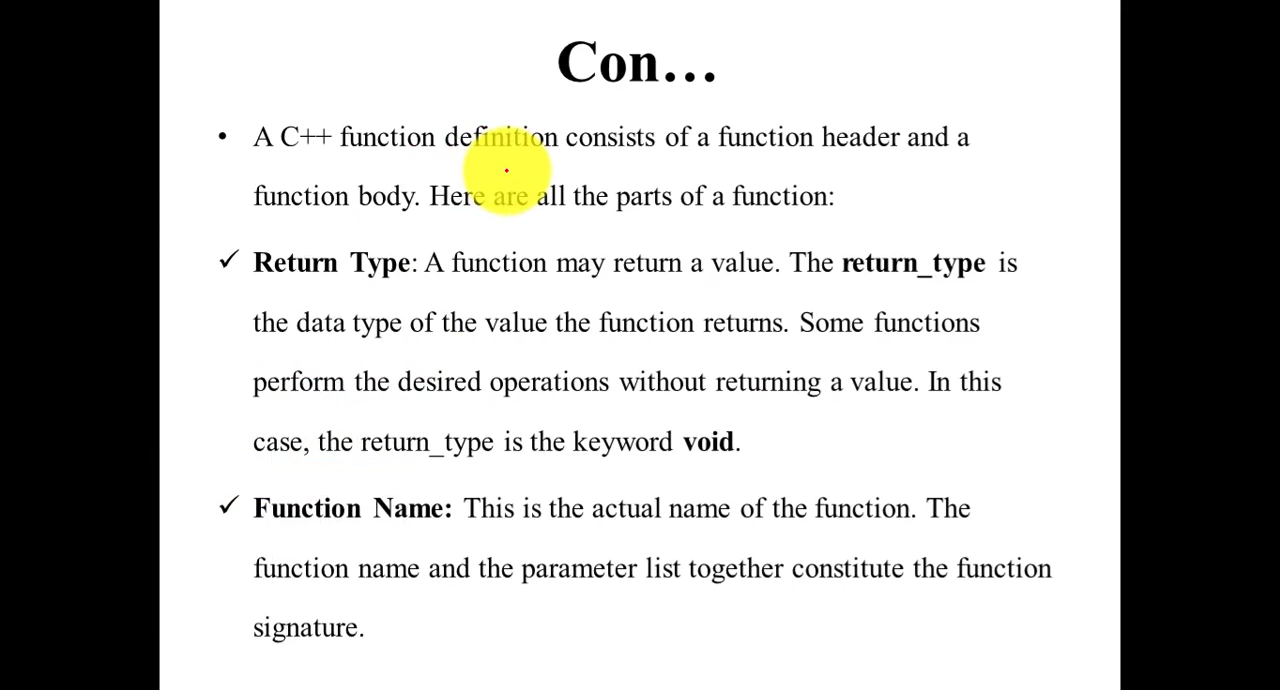 Con…
• A C++ function definition consists of a function header and a
function body. Here are all the parts of a function:
✓ Return Type: A function may return a value. The return_type is
the data type of the value the function returns. Some functions
perform the desired operations without returning a value. In this
case, the return_type is the keyword void.
✓ Function Name: This is the actual name of the function. The
function name and the parameter list together constitute the function
signature.